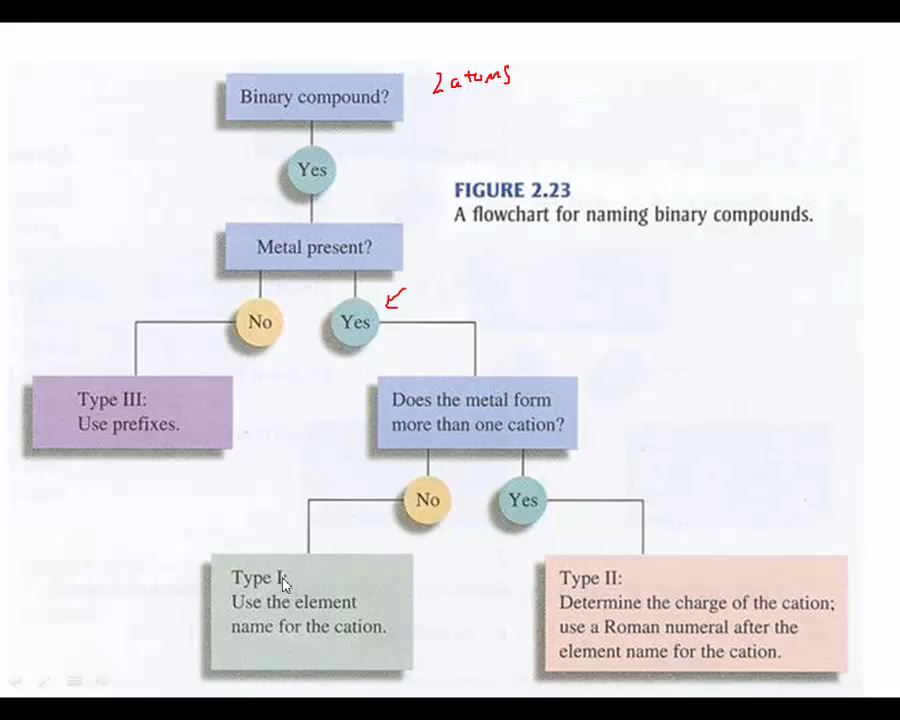 Binary compound?
2 atoms
Yes
FIGURE 2.23
A flowchart for naming binary compounds.
Metal present?
No
Yes
Type III:
Use prefixes.
Does the metal form
more than one cation?
No
Yes
Type I:
Use the element
name for the cation.
Type II:
Determine the charge of the cation;
use a Roman numeral after the
element name for the cation.